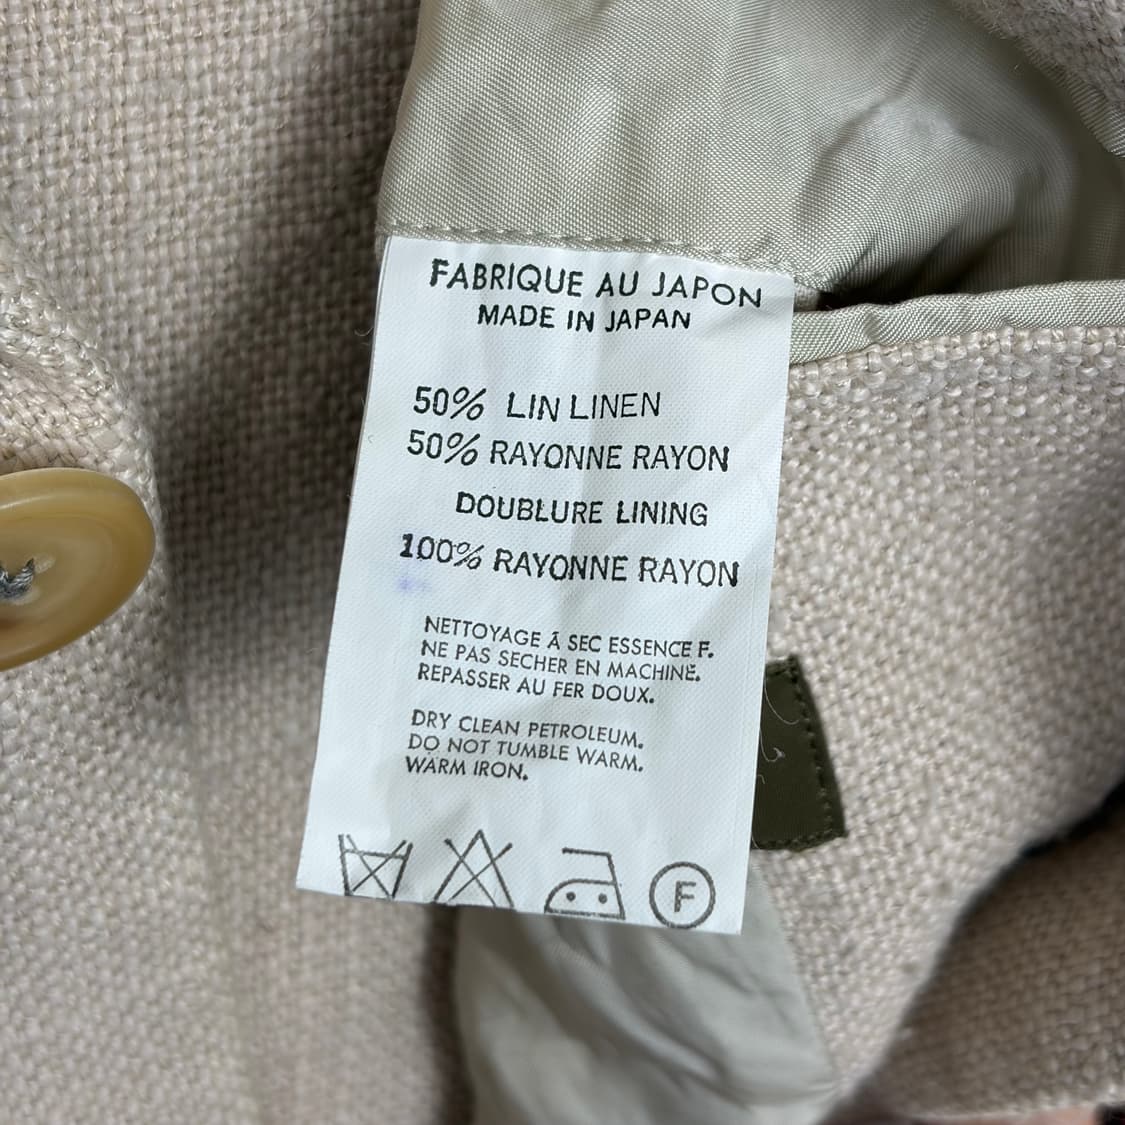 FABRIQUE AU JAPON
MADE IN JAPAN
50% LIN LINEN
50% RAYONNE RAYON
DOUBLURE LINING
100% RAYONNE RAYON
NETTOYAGE Ā SEC ESSENCE F.
NE PAS SECHER EN MACHINE.
REPASSER AU FER DOUX.
DRY CLEAN PETROLEUM.
DO NOT TUMBLE WARM.
WARM IRON.
F